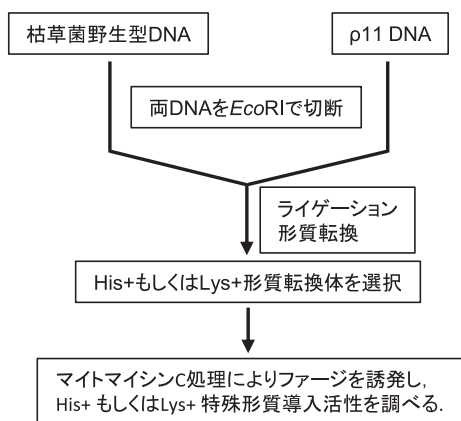 枯草菌野生型DNA
ρ11 DNA
両DNAをEcoRIで切断
ライゲーション
形質転換
His+もしくはLys+形質転換体を選択
マイトマイシンC処理によりファージを誘発し,
His+ もしくはLys+ 特殊形質導入活性を調べる.